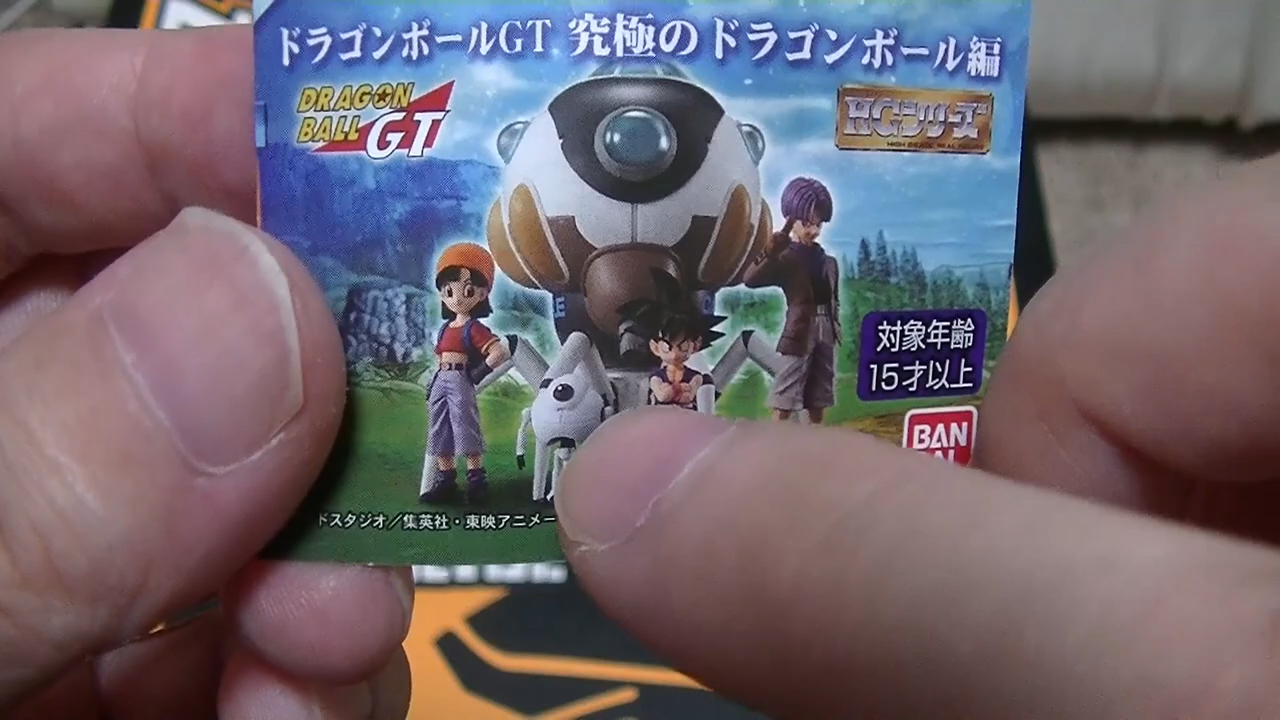 ドラゴンボールGT 究極のドラゴンボール編
DRAGON
BALL
GT
HGシリーズ
対象年齢
15才以上
BAN
ドスタジオ／集英社・東映アニメー